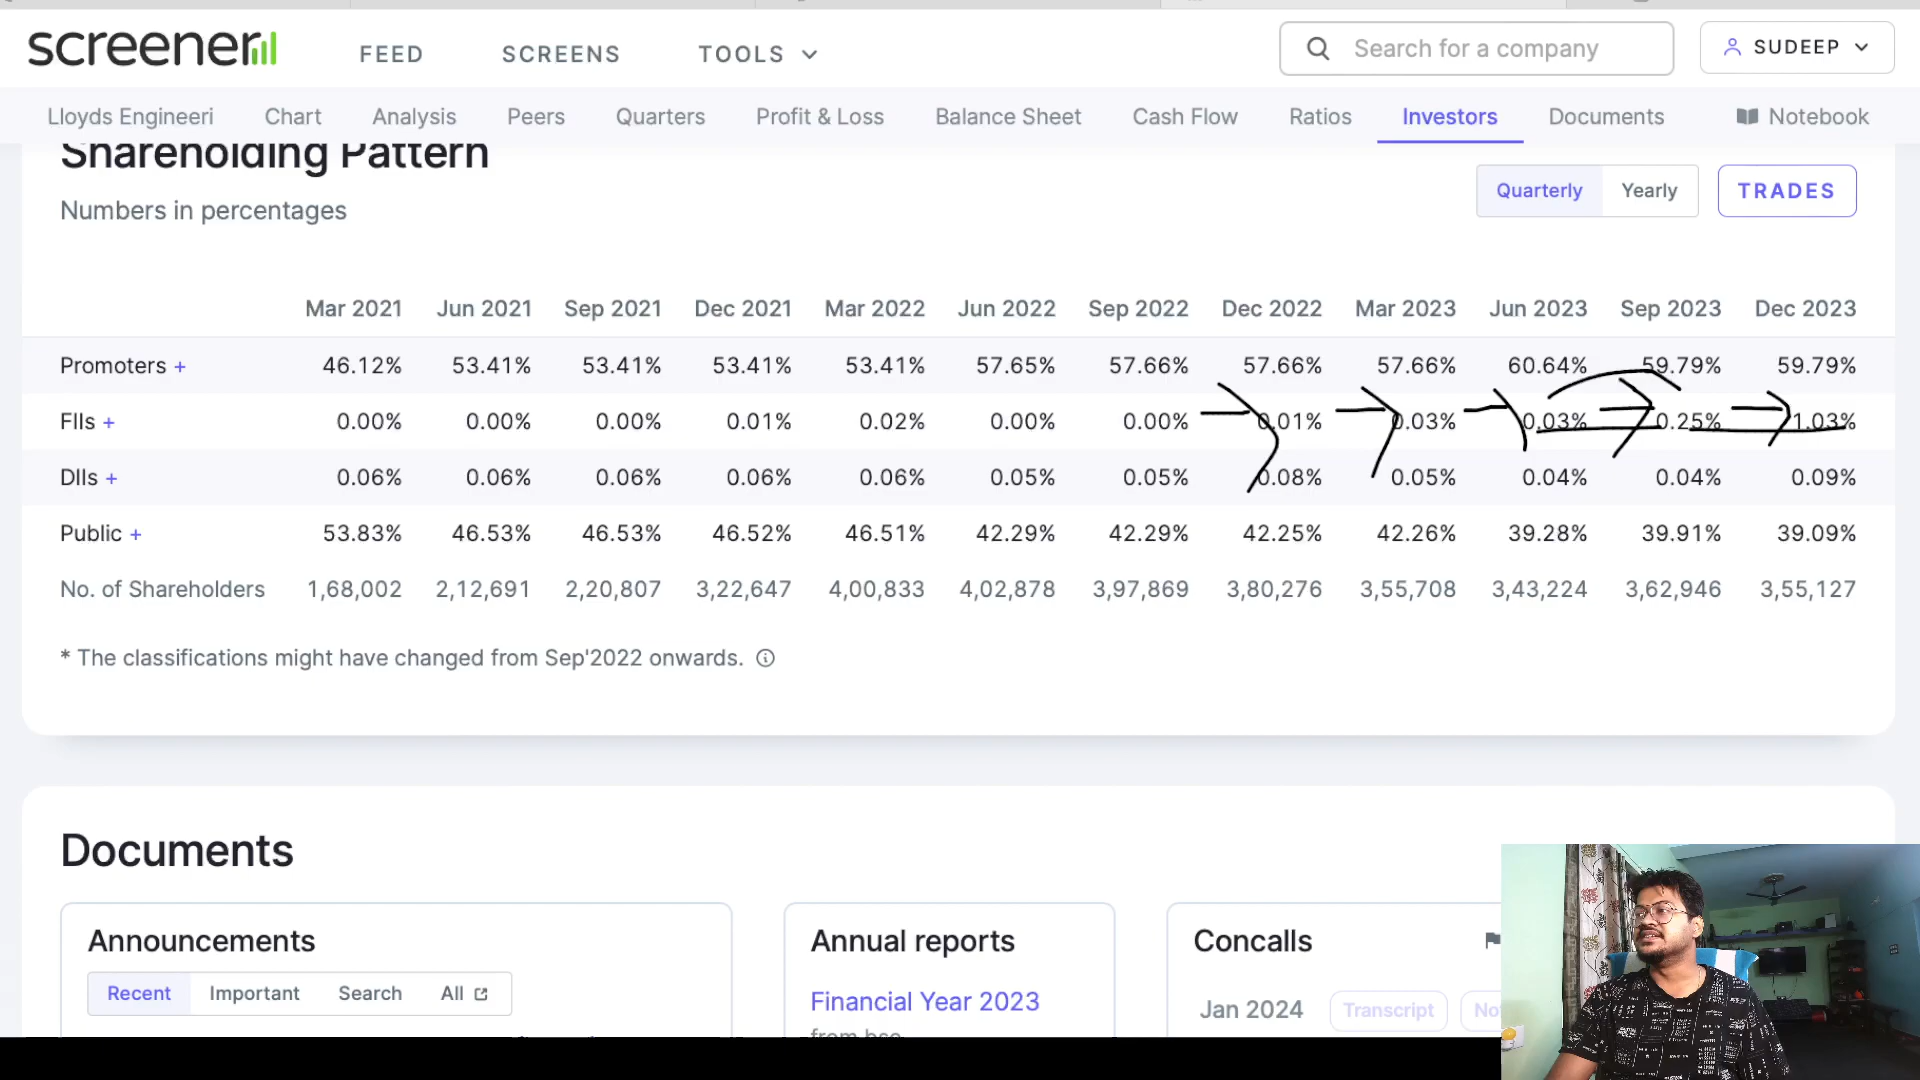 screener
FEED SCREENS TOOLS
Search for a company
SUDEEP
Lloyds Engineeri Chart Analysis Peers Quarters Profit & Loss Balance Sheet Cash Flow Ratios Investors Documents Notebook
Shareholding Pattern
Quarterly Yearly TRADES
Numbers in percentages
Mar 2021 Jun 2021 Sep 2021 Dec 2021 Mar 2022 Jun 2022 Sep 2022 Dec 2022 Mar 2023 Jun 2023 Sep 2023 Dec 2023
Promoters + 46.12% 53.41% 53.41% 53.41% 53.41% 57.65% 57.66% 57.66% 57.66% 60.64% 59.79% 59.79%
FIIs + 0.00% 0.00% 0.00% 0.01% 0.02% 0.00% 0.00% 0.01% 0.03% 0.03% 0.25% 1.03%
DIIs + 0.06% 0.06% 0.06% 0.06% 0.06% 0.05% 0.05% 0.08% 0.05% 0.04% 0.04% 0.09%
Public + 53.83% 46.53% 46.53% 46.52% 46.51% 42.29% 42.29% 42.25% 42.26% 39.28% 39.91% 39.09%
No. of Shareholders 1,68,002 2,12,691 2,20,807 3,22,647 4,00,833 4,02,878 3,97,869 3,80,276 3,55,708 3,43,224 3,62,946 3,55,127
* The classifications might have changed from Sep'2022 onwards.
Documents
Announcements
Recent Important Search All
Annual reports
Financial Year 2023
from bse
Concalls
Jan 2024 Transcript